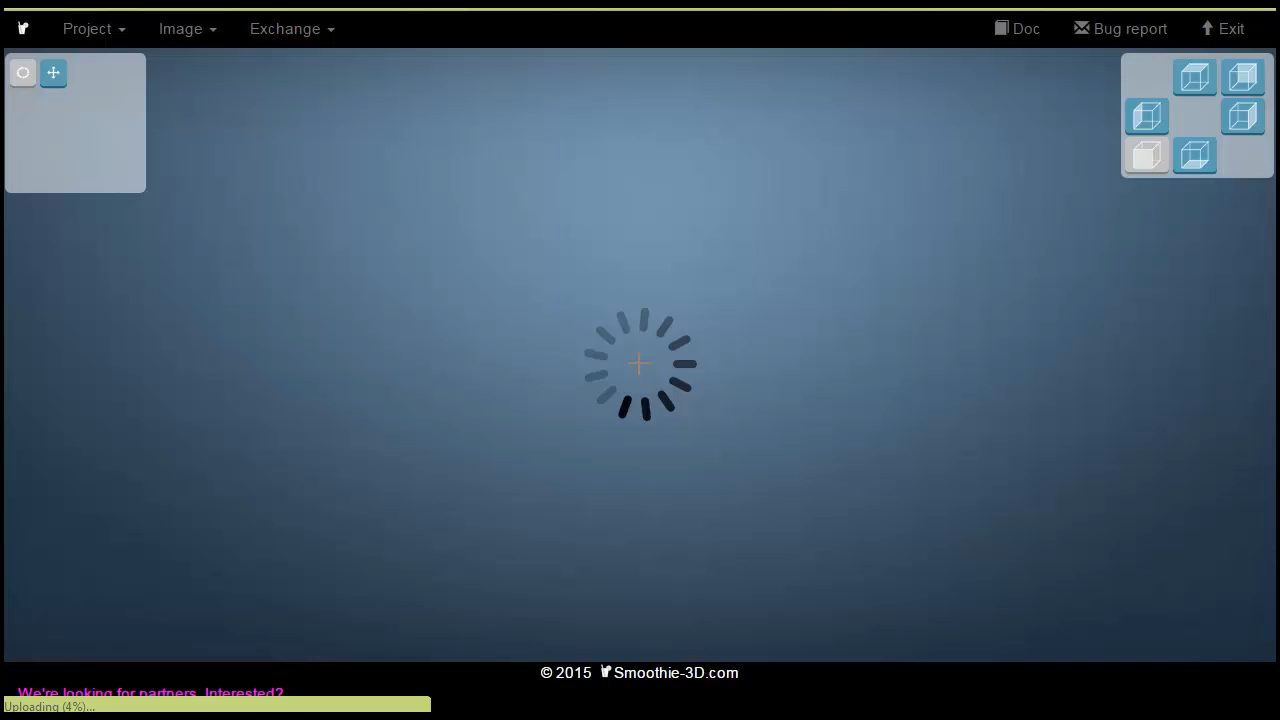 Project Image Exchange Doc Bug report Exit
© 2015 Smoothie-3D.com
We're looking for partners. Interested?
Uploading (4%)...